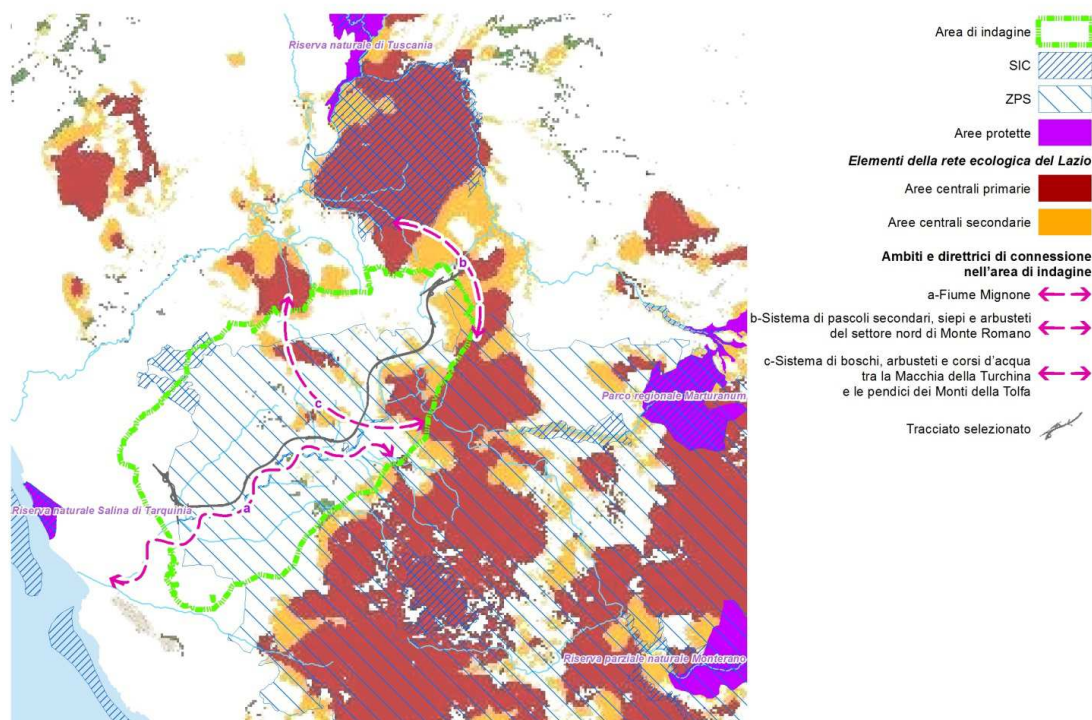 Riserva naturale di Tuscania
b
c
Parco regionale Marturanum
a
Riserva naturale Salina di Tarquinia
Riserva parziale naturale Monterano
Area di indagine
SIC
ZPS
Aree protette
Elementi della rete ecologica del Lazio
Aree centrali primarie
Aree centrali secondarie
Ambiti e direttrici di connessione
nell'area di indagine
a-Fiume Mignone
b-Sistema di pascoli secondari, siepi e arbusteti
del settore nord di Monte Romano
c-Sistema di boschi, arbusteti e corsi d'acqua
tra la Macchia della Turchina
e le pendici dei Monti della Tolfa
Tracciato selezionato